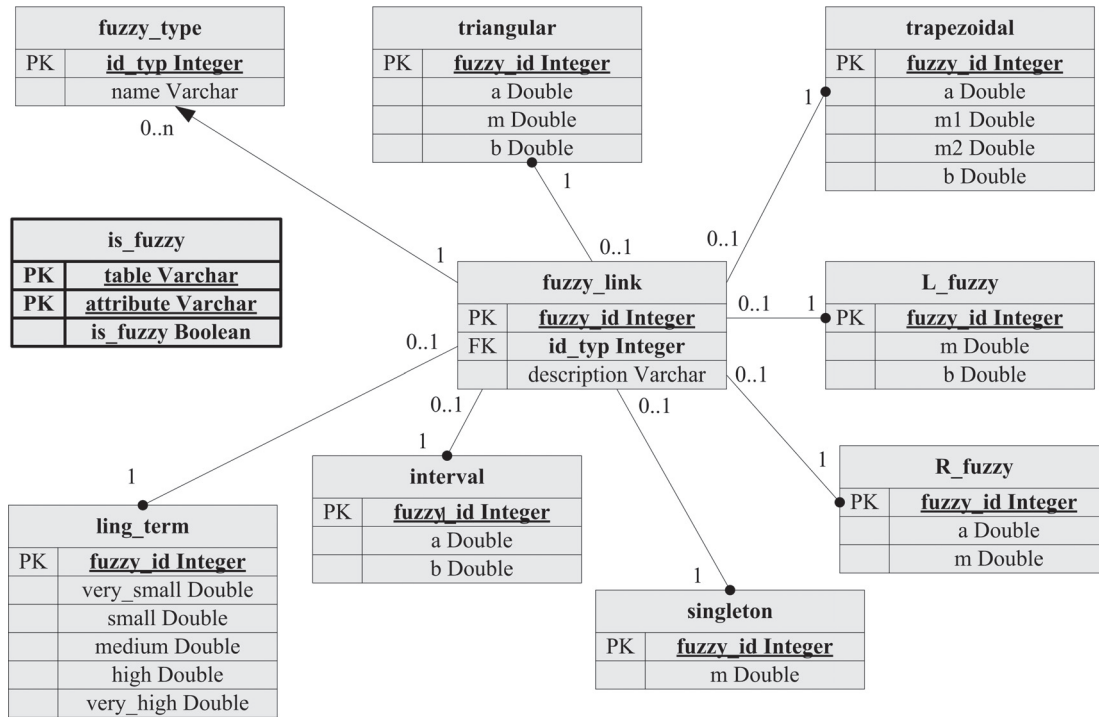 fuzzy_type
PK id_typ Integer
name Varchar
0..n
triangular
PK fuzzy_id Integer
a Double
m Double
b Double
1
0..1
trapezoidal
PK fuzzy_id Integer
a Double
m1 Double
m2 Double
b Double
1
0..1
is_fuzzy
PK table Varchar
PK attribute Varchar
is_fuzzy Boolean
1
fuzzy_link
PK fuzzy_id Integer
FK id_typ Integer
description Varchar
0..1
1
L_fuzzy
PK fuzzy_id Integer
m Double
b Double
0..1
1
R_fuzzy
PK fuzzy_id Integer
a Double
m Double
0..1
1
ling_term
PK fuzzy_id Integer
very_small Double
small Double
medium Double
high Double
very_high Double
0..1
1
interval
PK fuzzy_id Integer
a Double
b Double
0..1
1
singleton
PK fuzzy_id Integer
m Double